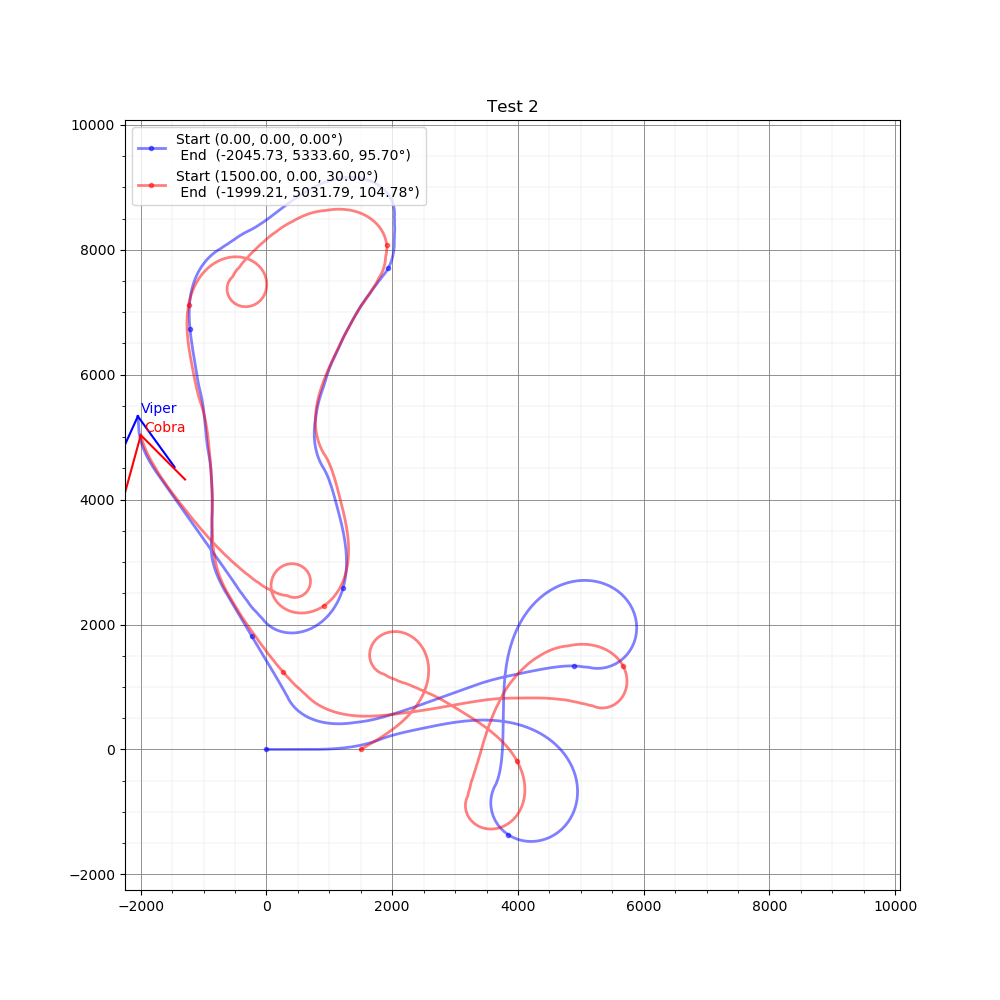 Test 2
Start (0.00, 0.00, 0.00°)
End (-2045.73, 5333.60, 95.70°)
Start (1500.00, 0.00, 30.00°)
End (-1999.21, 5031.79, 104.78°)
10000
8000
6000
Viper
Cobra
4000
2000
0
−2000
−2000 0 2000 4000 6000 8000 10000